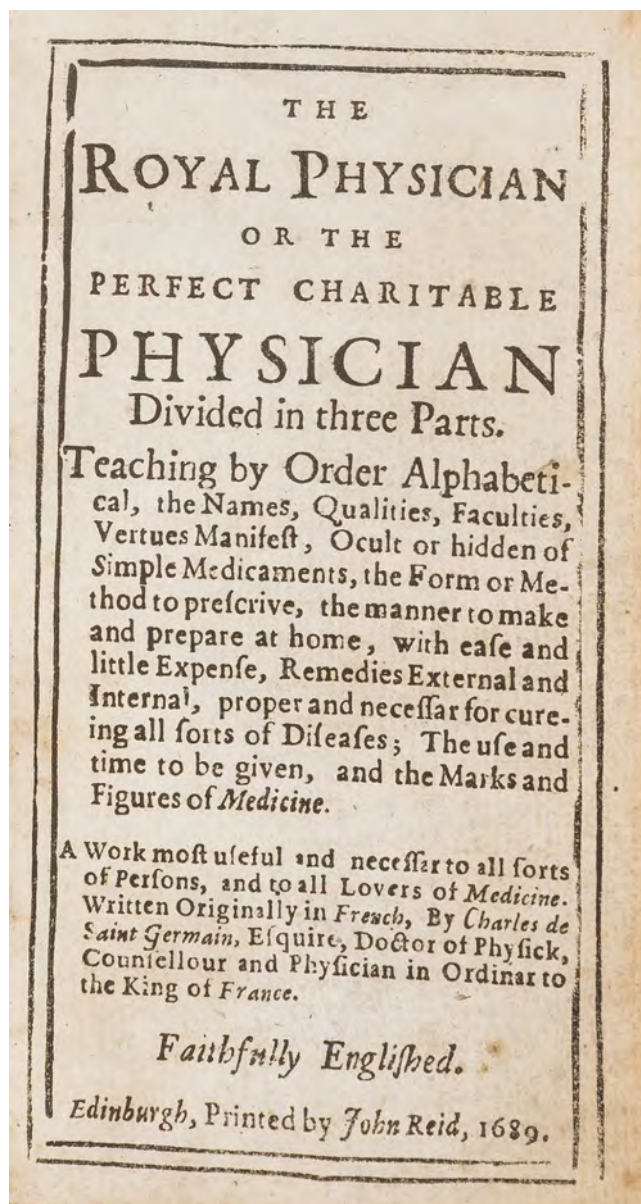 THE
ROYAL PHYSICIAN
OR THE
PERFECT CHARITABLE
PHYSICIAN
Divided in three Parts.
Teaching by Order Alphabeti-
cal, the Names, Qualities, Faculties,
Vertues Manifeſt, Ocult or hidden of
Simple Medicaments, the Form or Me-
thod to preſcrive, the manner to make
and prepare at home, with eaſe and
little Expenſe, Remedies External and
Internal, proper and neceſſar for cure-
ing all ſorts of Diſeaſes; The uſe and
time to be given, and the Marks and
Figures of Medicine.
A Work moſt uſeful and neceſſar to all ſorts
of Perſons, and to all Lovers of Medicine.
Written Originally in French, By Charles de
Saint Germain, Eſquire, Doctor of Phyſick,
Counſellour and Phyſician in Ordinar to
the King of France.
Faithfully Engliſhed.
Edinburgh, Printed by John Reid, 1689.